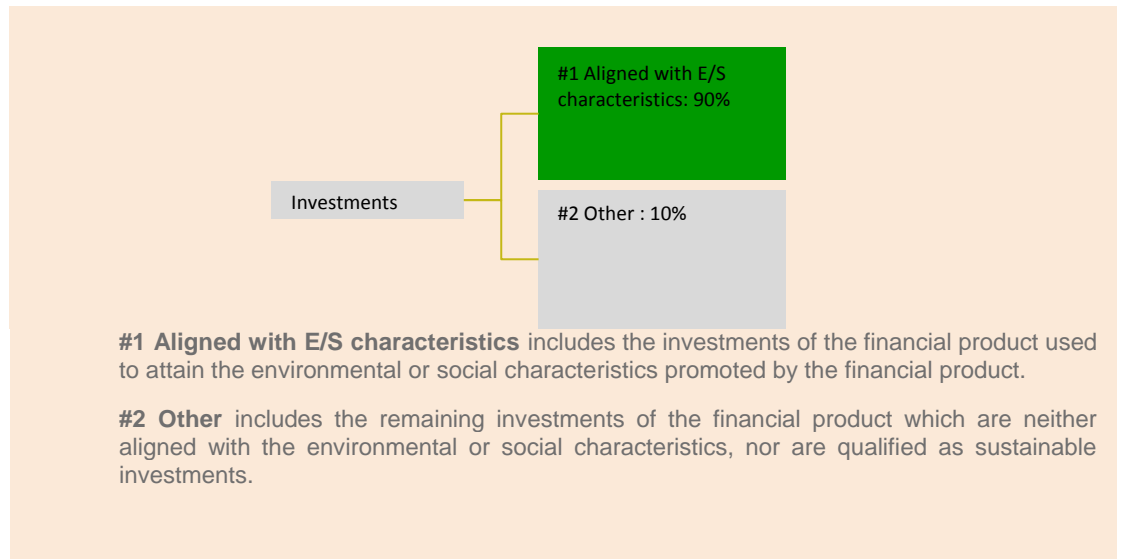 #1 Aligned with E/S
characteristics: 90%
Investments
#2 Other : 10%
#1 Aligned with E/S characteristics includes the investments of the financial product used
to attain the environmental or social characteristics promoted by the financial product.
#2 Other includes the remaining investments of the financial product which are neither
aligned with the environmental or social characteristics, nor are qualified as sustainable
investments.